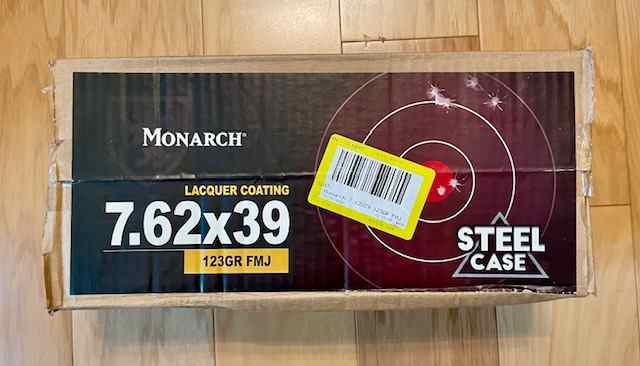 MONARCH®
LACQUER COATING
7.62x39
123GR FMJ
STEEL
CASE